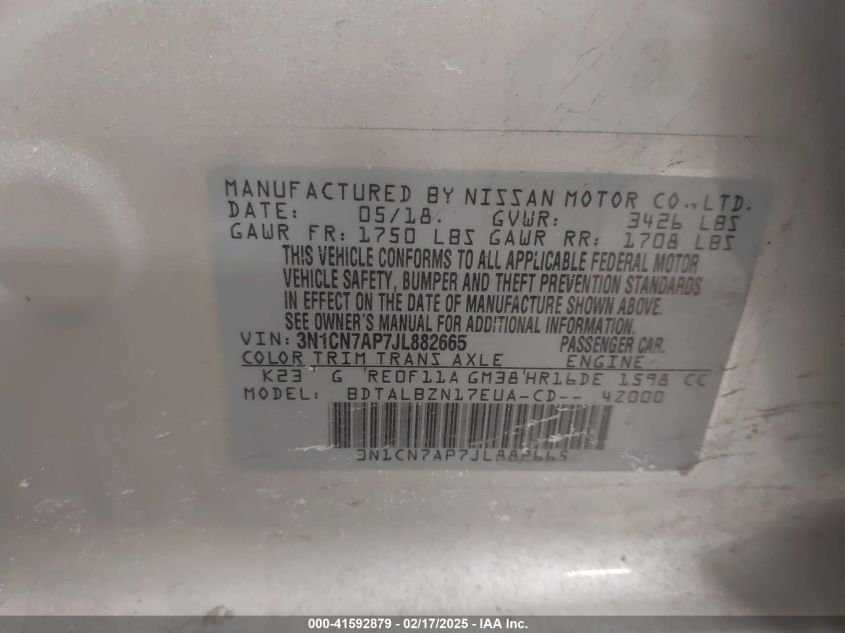 MANUFACTURED BY NISSAN MOTOR CO., LTD.
DATE: 05/18. GVWR: 3426 LBS
GAWR FR: 1750 LBS GAWR RR: 1708 LBS
THIS VEHICLE CONFORMS TO ALL APPLICABLE FEDERAL MOTOR
VEHICLE SAFETY, BUMPER AND THEFT PREVENTION STANDARDS
IN EFFECT ON THE DATE OF MANUFACTURE SHOWN ABOVE.
SEE OWNER'S MANUAL FOR ADDITIONAL INFORMATION.
VIN: 3N1CN7AP7JL882665 PASSENGER CAR.
COLOR TRIM TRANS AXLE ENGINE
K23 G RE0F11A GM38 HR16DE 1598 CC
MODEL: BDTALBZN17EUA-CD-- 4Z000
3N1CN7AP7JL882665
000-41592879 - 02/17/2025 - IAA Inc.